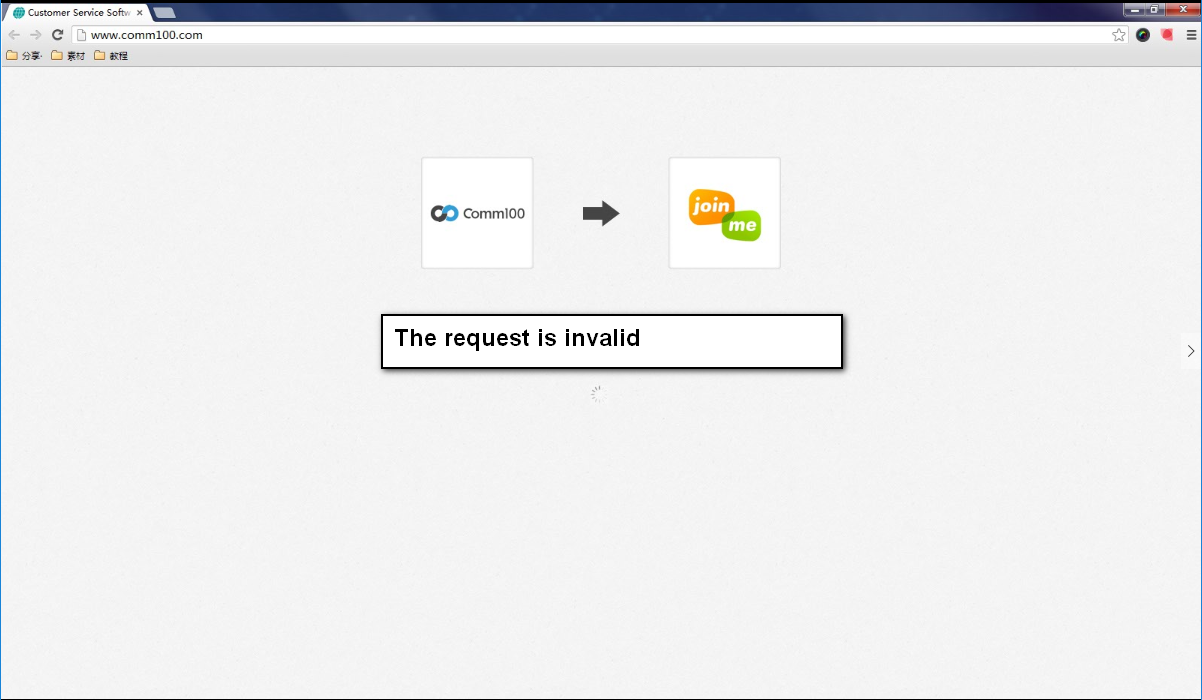 Customer Service Softw
www.comm100.com
分享· 素材 教程
Comm100
join
me
The request is invalid